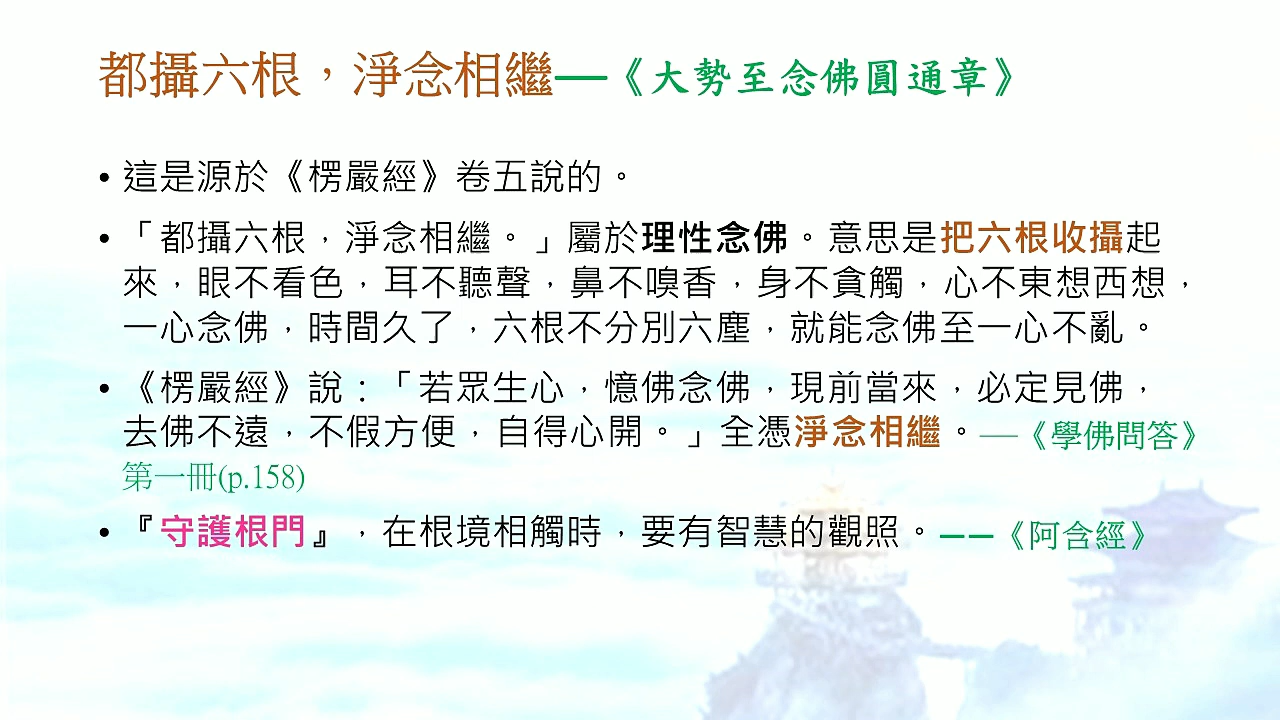 都攝六根，淨念相繼—《大勢至念佛圓通章》
• 這是源於《楞嚴經》卷五說的。
• 「都攝六根，淨念相繼。」屬於理性念佛。意思是把六根收攝起
來，眼不看色，耳不聽聲，鼻不嗅香，身不貪觸，心不東想西想，
一心念佛，時間久了，六根不分別六塵，就能念佛至一心不亂。
• 《楞嚴經》說：「若眾生心，憶佛念佛，現前當來，必定見佛，
去佛不遠，不假方便，自得心開。」全憑淨念相繼。—《學佛問答》
第一冊(p.158)
• 『守護根門』，在根境相觸時，要有智慧的觀照。——《阿含經》